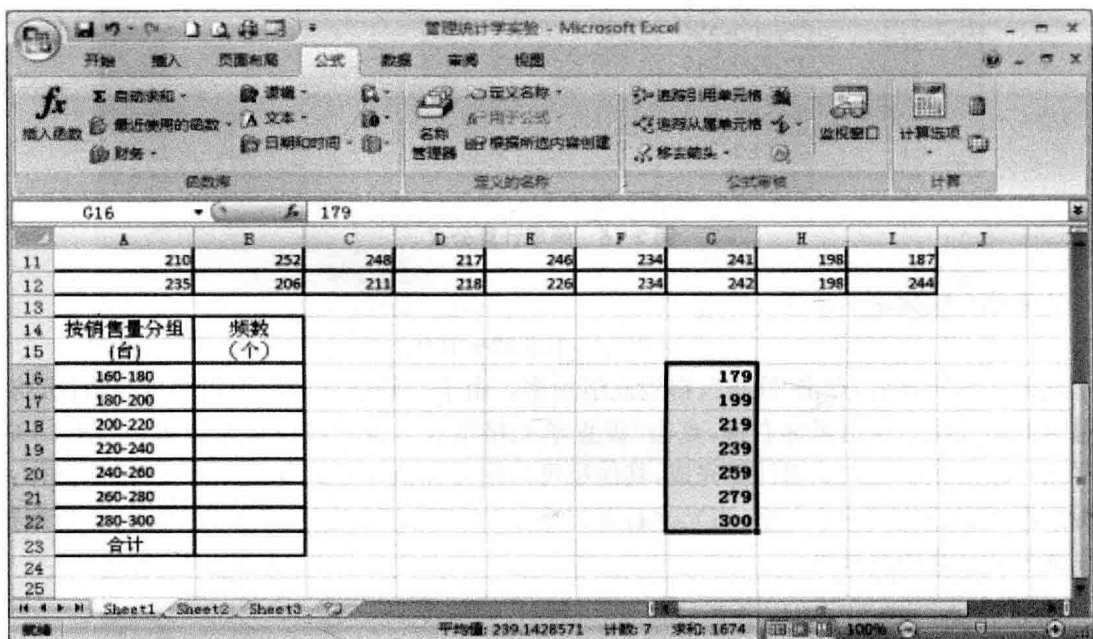 管理统计学实验 - Microsoft Excel
开始 插入 页面布局 公式 数据 审阅 视图
fx 插入函数
Σ 自动求和
最近使用的函数
财务
逻辑
文本
日期和时间
函数库
名称管理器
定义名称
用于公式
根据所选内容创建
定义的名称
追踪引用单元格
追踪从属单元格
移去箭头
公式审核
监视窗口
计算选项
计算
G16 fx 179
A B C D E F G H I J
11 210 252 248 217 246 234 241 198 187
12 235 206 211 218 226 234 242 198 244
13
14 按销售量分组 频数
15 (台) (个)
16 160-180 179
17 180-200 199
18 200-220 219
19 220-240 239
20 240-260 259
21 260-280 279
22 280-300 300
23 合计
24
25
Sheet1 Sheet2 Sheet3
就绪 平均值: 239.1428571 计数: 7 求和: 1674 100%